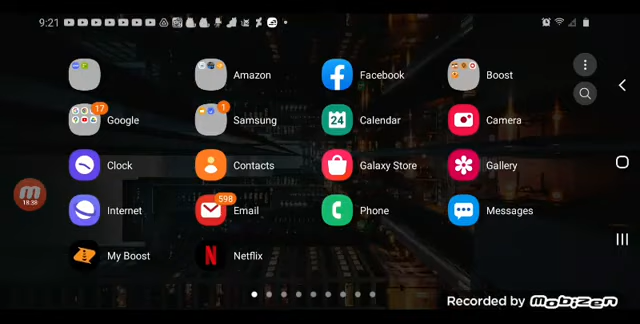 9:21
Amazon
Facebook
Boost
17
Google
1
Samsung
24
Calendar
Camera
Clock
Contacts
Galaxy Store
Gallery
18:38
Internet
598
Email
Phone
Messages
My Boost
Netflix
Recorded by Mobizen